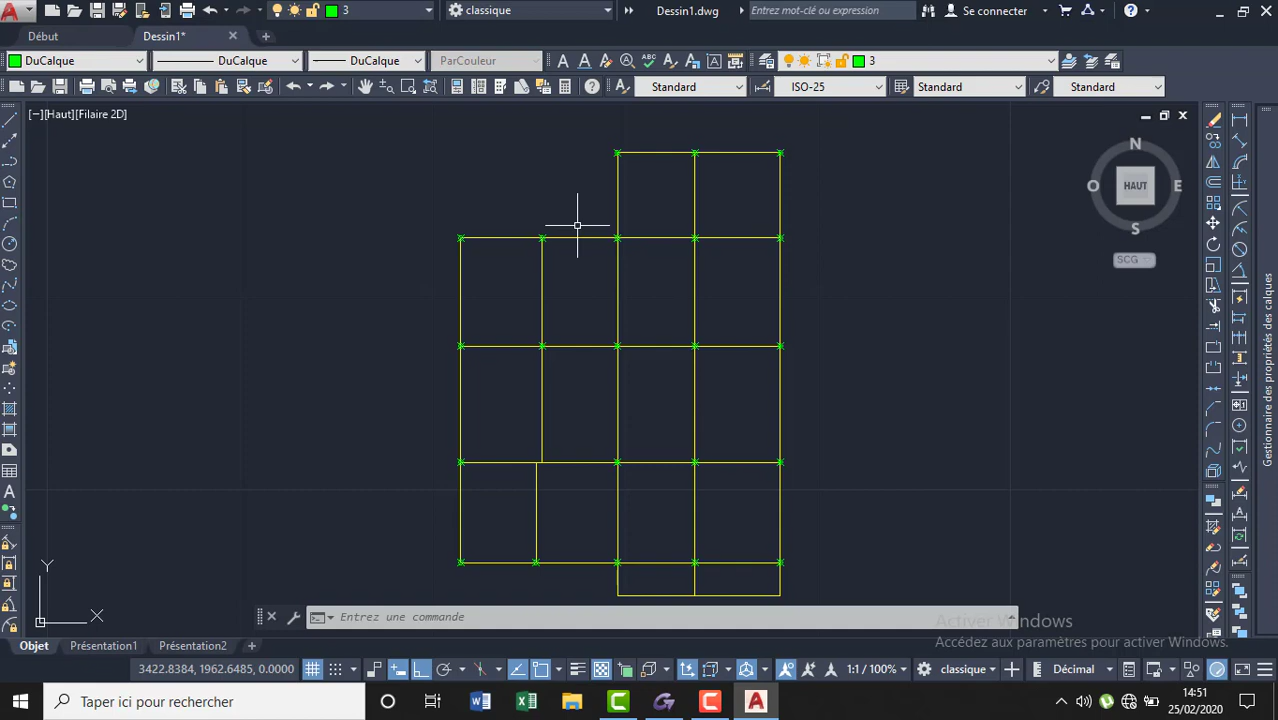 3
classique
Dessin1.dwg
Entrez mot-clé ou expression
Se connecter
Début
Dessin1*
DuCalque
DuCalque
DuCalque
ParCouleur
3
Standard
ISO-25
Standard
Standard
[−][Haut][Filaire 2D]
N
O
HAUT
E
S
SCG
Gestionnaire des propriétés des calques
Y
X
Entrez une commande
Activer Windows
Accédez aux paramètres pour activer Windows.
Objet
Présentation1
Présentation2
3422.8384, 1962.6485, 0.0000
1:1 / 100%
classique
Décimal
Taper ici pour rechercher
14:51
25/02/2020